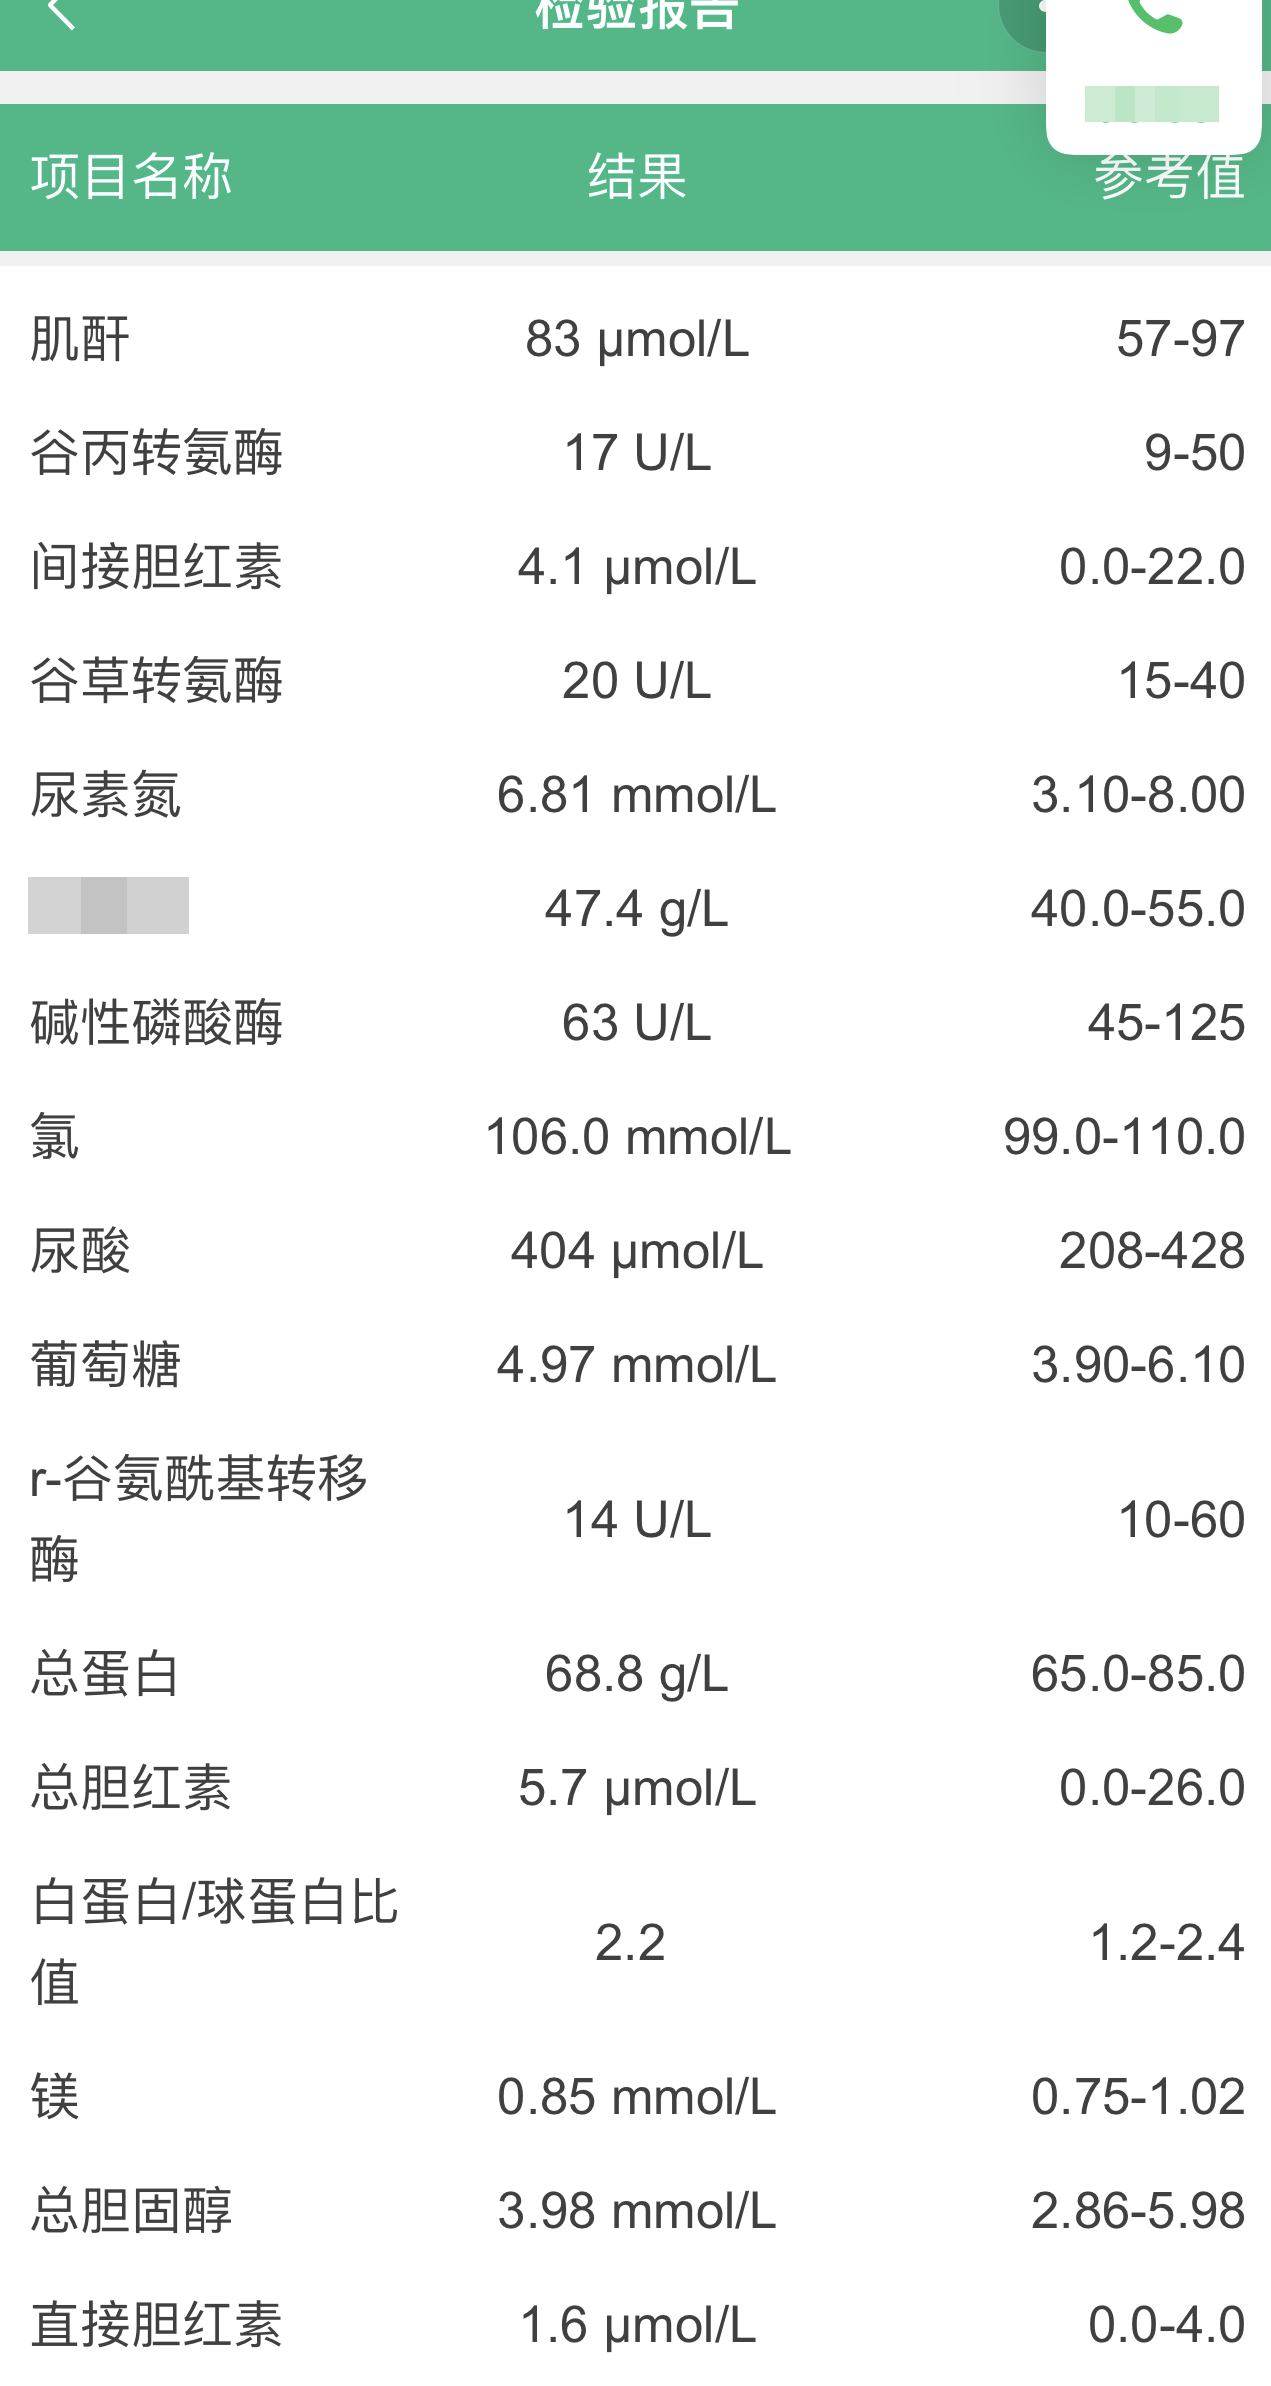 检验报告
项目名称 结果 参考值
肌酐 83 μmol/L 57-97
谷丙转氨酶 17 U/L 9-50
间接胆红素 4.1 μmol/L 0.0-22.0
谷草转氨酶 20 U/L 15-40
尿素氮 6.81 mmol/L 3.10-8.00
47.4 g/L 40.0-55.0
碱性磷酸酶 63 U/L 45-125
氯 106.0 mmol/L 99.0-110.0
尿酸 404 μmol/L 208-428
葡萄糖 4.97 mmol/L 3.90-6.10
r-谷氨酰基转移
酶 14 U/L 10-60
总蛋白 68.8 g/L 65.0-85.0
总胆红素 5.7 μmol/L 0.0-26.0
白蛋白/球蛋白比
值 2.2 1.2-2.4
镁 0.85 mmol/L 0.75-1.02
总胆固醇 3.98 mmol/L 2.86-5.98
直接胆红素 1.6 μmol/L 0.0-4.0